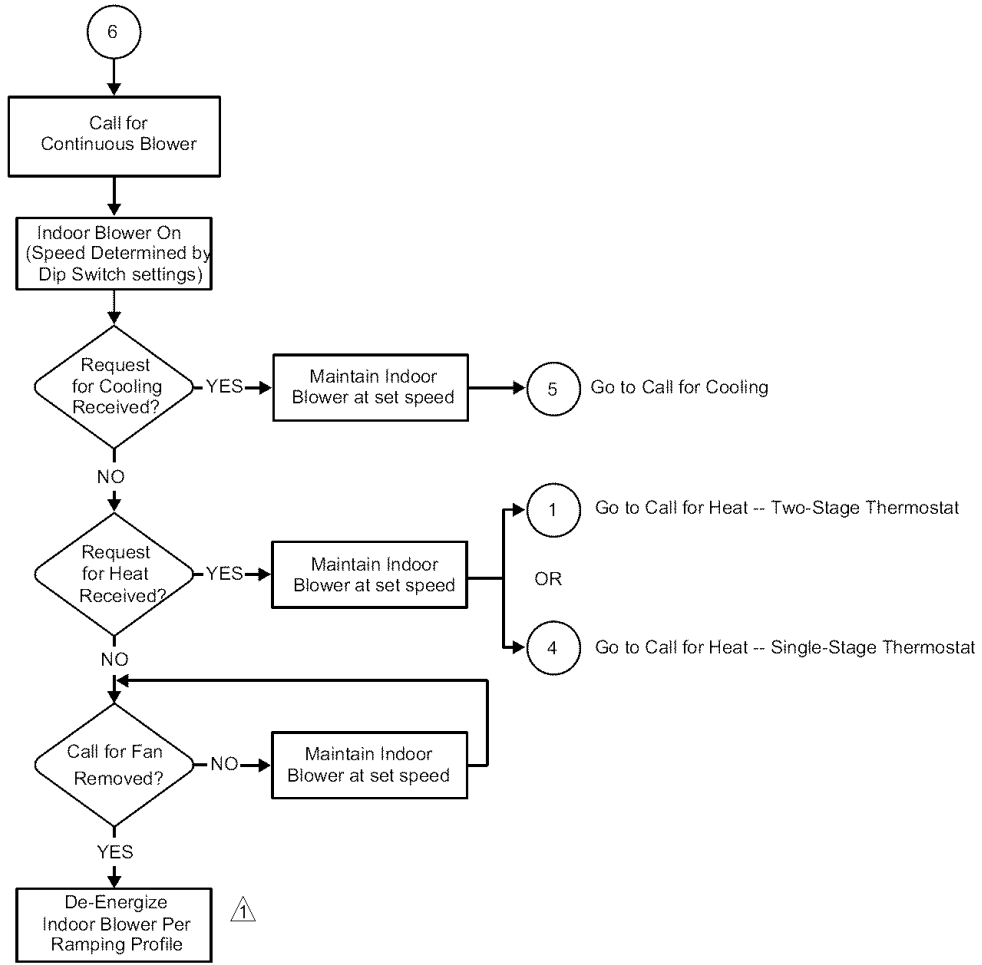 6
Call for
Continuous Blower
Indoor Blower On
(Speed Determined by
Dip Switch settings)
Request
for Cooling
Received?
YES
Maintain Indoor
Blower at set speed
5
Go to Call for Cooling
NO
Request
for Heat
Received?
YES
Maintain Indoor
Blower at set speed
1
Go to Call for Heat -- Two-Stage Thermostat
OR
4
Go to Call for Heat -- Single-Stage Thermostat
NO
Call for Fan
Removed?
NO
Maintain Indoor
Blower at set speed
YES
De-Energize
Indoor Blower Per
Ramping Profile
1